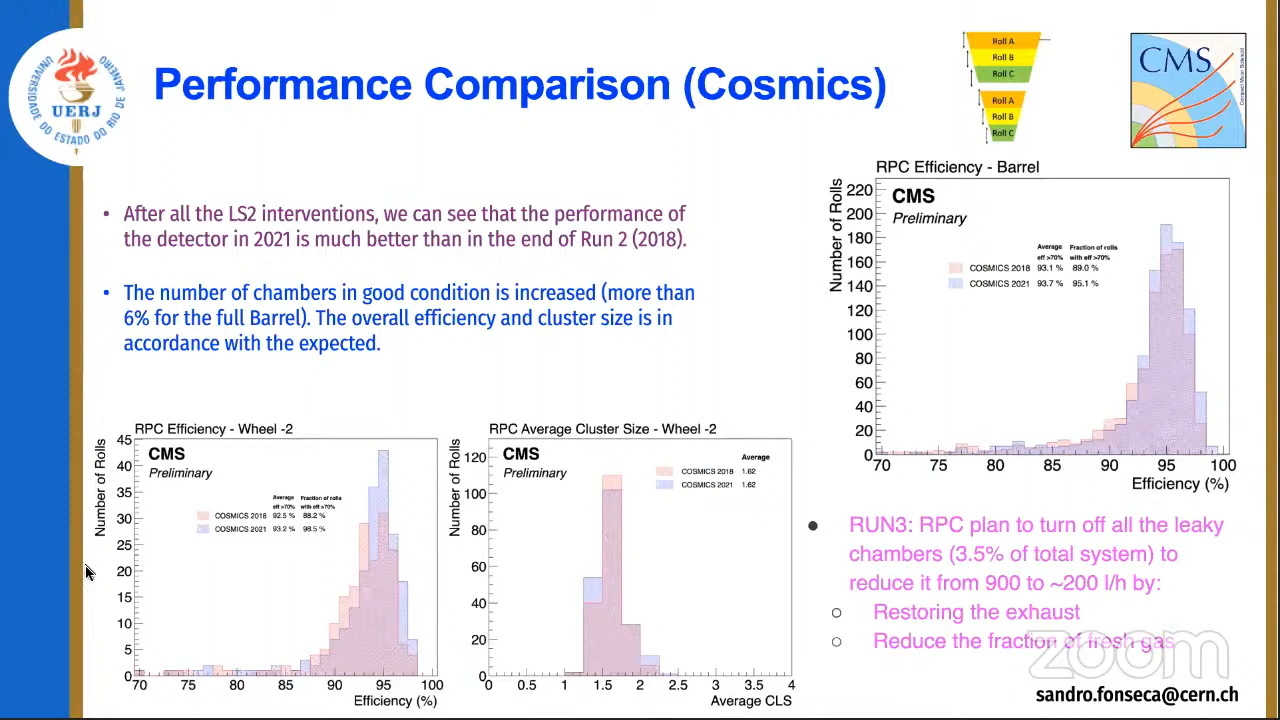 UNIVERSIDADE DO ESTADO DO RIO DE JANEIRO
UERJ
Performance Comparison (Cosmics)
Roll A
Roll B
Roll C
Roll A
Roll B
Roll C
CMS
Compact Muon Solenoid
• After all the LS2 interventions, we can see that the performance of
the detector in 2021 is much better than in the end of Run 2 (2018).
• The number of chambers in good condition is increased (more than
6% for the full Barrel). The overall efficiency and cluster size is in
accordance with the expected.
RPC Efficiency - Barrel
CMS
Preliminary
Average Fraction of rolls
eff >70% with eff >70%
COSMICS 2018 93.1 % 89.0 %
COSMICS 2021 93.7 % 95.1 %
Number of Rolls
220
200
180
160
140
120
100
80
60
40
20
0
70 75 80 85 90 95 100
Efficiency (%)
RPC Efficiency - Wheel -2
CMS
Preliminary
Average Fraction of rolls
eff >70% with eff >70%
COSMICS 2018 92.5 % 88.2 %
COSMICS 2021 93.2 % 98.5 %
Number of Rolls
45
40
35
30
25
20
15
10
5
0
70 75 80 85 90 95 100
Efficiency (%)
RPC Average Cluster Size - Wheel -2
CMS
Preliminary
Average
COSMICS 2018 1.62
COSMICS 2021 1.62
Number of Rolls
120
100
80
60
40
20
0
0 0.5 1 1.5 2 2.5 3 3.5 4
Average CLS
● RUN3: RPC plan to turn off all the leaky
chambers (3.5% of total system) to
reduce it from 900 to ~200 l/h by:
○ Restoring the exhaust
○ Reduce the fraction of fresh gas
zoom
sandro.fonseca@cern.ch